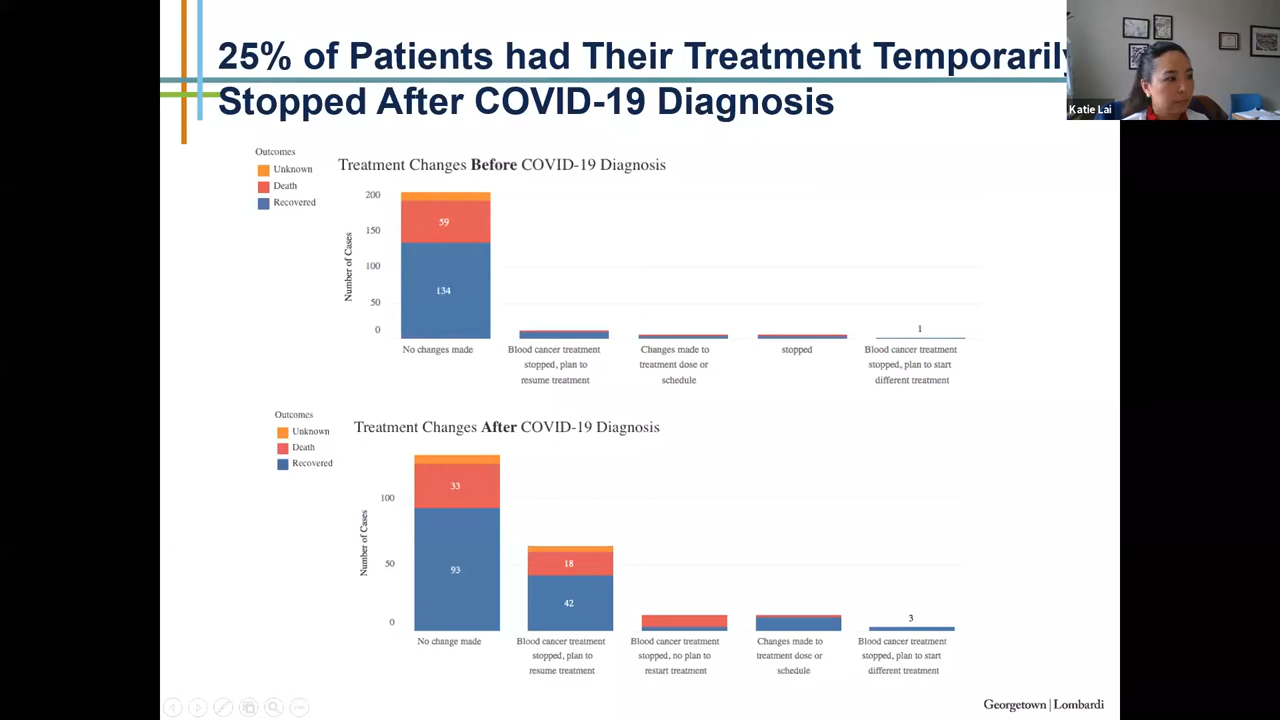 25% of Patients had Their Treatment Temporarily
Stopped After COVID-19 Diagnosis
Katie Lai
Outcomes
Unknown
Death
Recovered
Treatment Changes Before COVID-19 Diagnosis
Number of Cases
200
150
100
50
0
59
134
1
No changes made
Blood cancer treatment
stopped, plan to
resume treatment
Changes made to
treatment dose or
schedule
stopped
Blood cancer treatment
stopped, plan to start
different treatment
Outcomes
Unknown
Death
Recovered
Treatment Changes After COVID-19 Diagnosis
Number of Cases
100
50
0
33
93
18
42
3
No change made
Blood cancer treatment
stopped, plan to
resume treatment
Blood cancer treatment
stopped, no plan to
restart treatment
Changes made to
treatment dose or
schedule
Blood cancer treatment
stopped, plan to start
different treatment
Georgetown | Lombardi